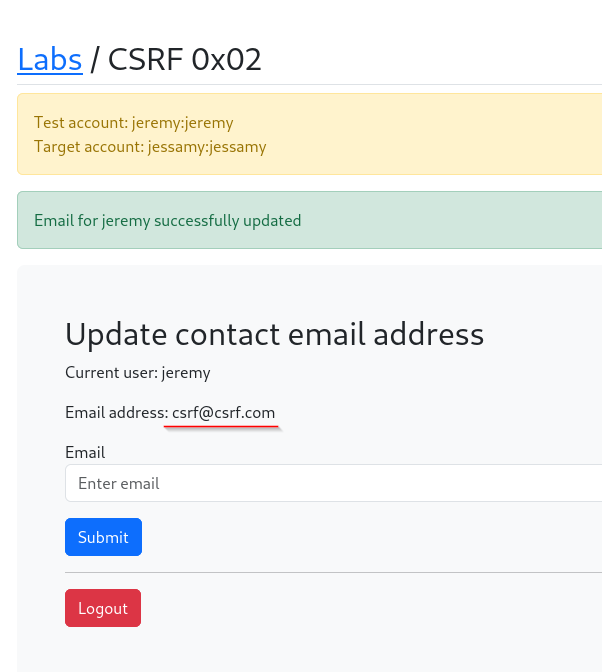 Labs / CSRF 0x02
Test account: jeremy:jeremy
Target account: jessamy:jessamy
Email for jeremy successfully updated
Update contact email address
Current user: jeremy
Email address: csrf@csrf.com
Email
Enter email
Submit
Logout